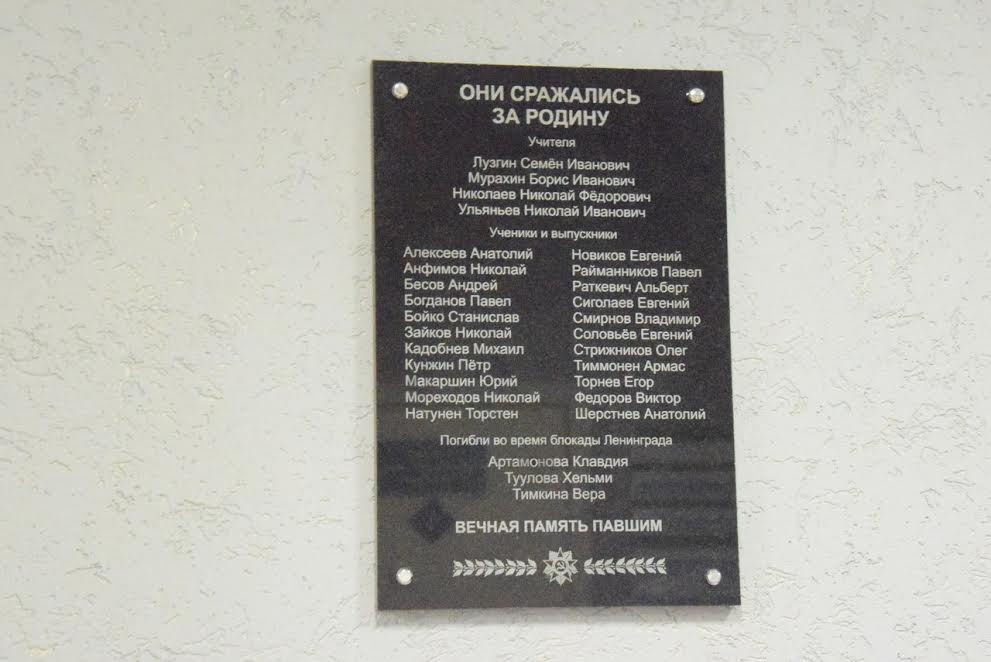 ОНИ СРАЖАЛИСЬ
ЗА РОДИНУ
Учителя
Лузгин Семён Иванович
Мурахин Борис Иванович
Николаев Николай Фёдорович
Ульяньев Николай Иванович
Ученики и выпускники
Алексеев Анатолий
Анфимов Николай
Бесов Андрей
Богданов Павел
Бойко Станислав
Зайков Николай
Кадобнев Михаил
Кунжин Пётр
Макаршин Юрий
Мореходов Николай
Натунен Торстен
Новиков Евгений
Райманников Павел
Раткевич Альберт
Сиголаев Евгений
Смирнов Владимир
Соловьёв Евгений
Стрижников Олег
Тиммонен Армас
Торнев Егор
Федоров Виктор
Шерстнев Анатолий
Погибли во время блокады Ленинграда
Артамонова Клавдия
Туулова Хельми
Тимкина Вера
ВЕЧНАЯ ПАМЯТЬ ПАВШИМ